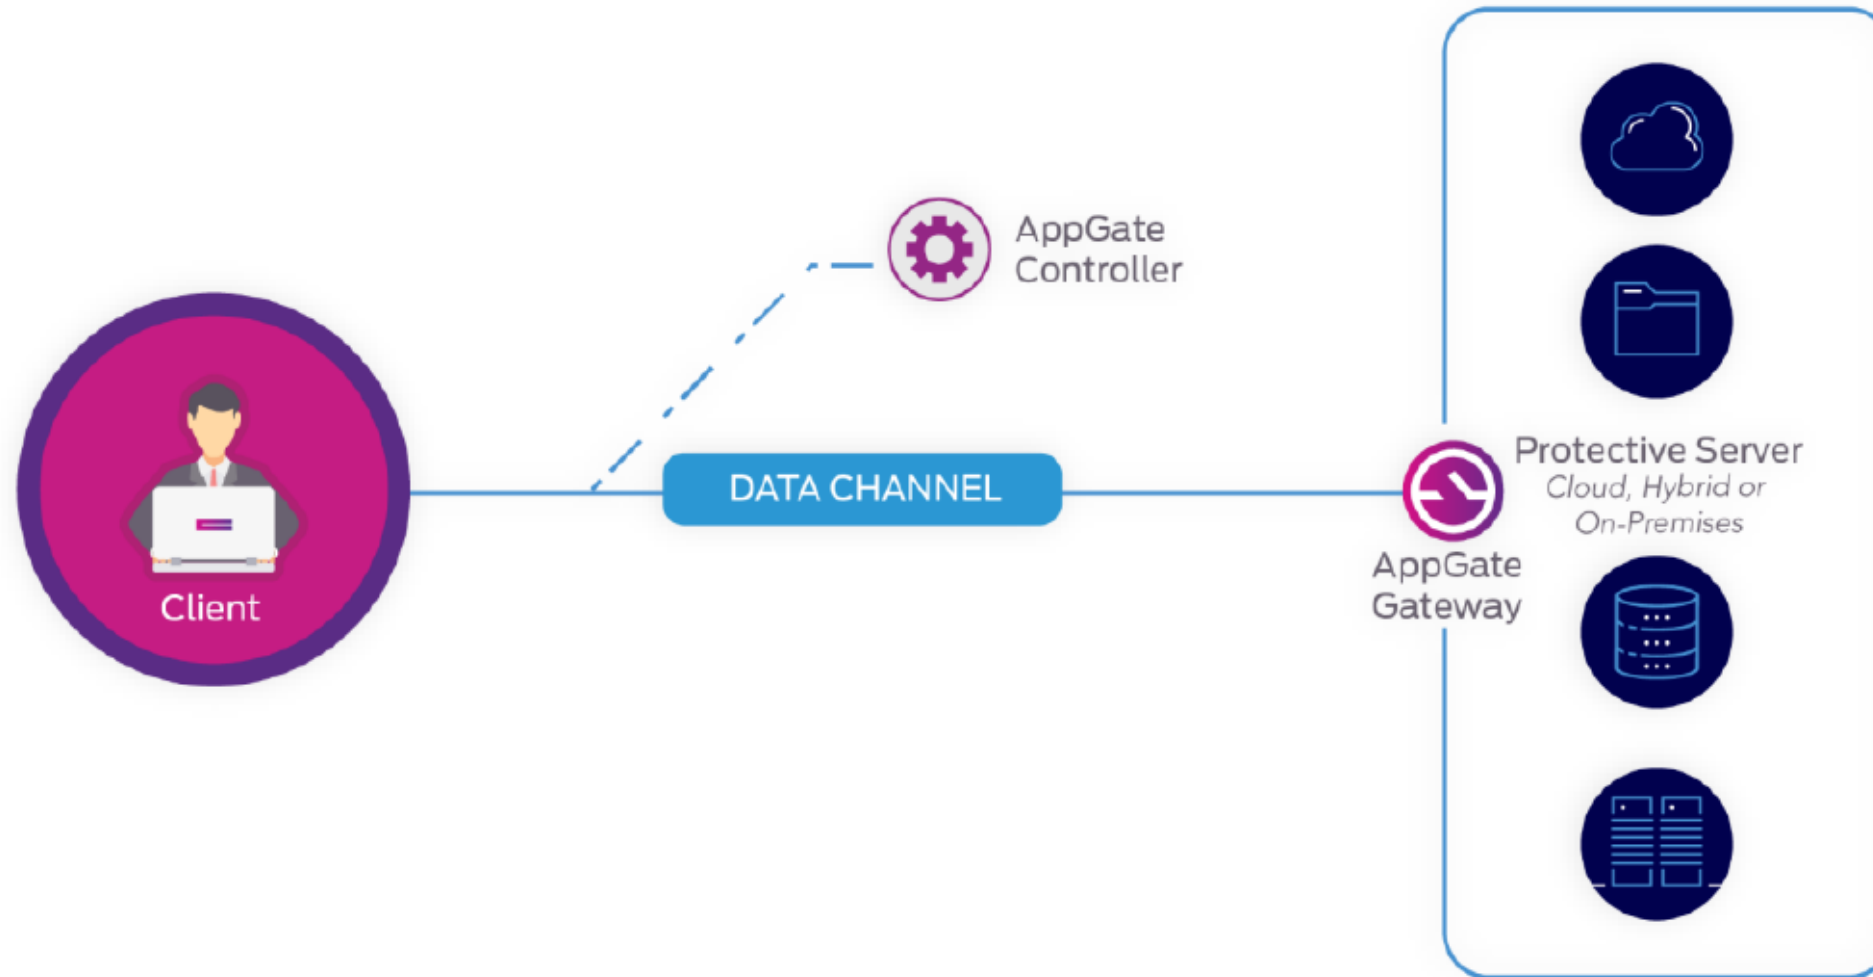 AppGate
Controller
Client
DATA CHANNEL
AppGate
Gateway
Protective Server
Cloud, Hybrid or
On-Premises